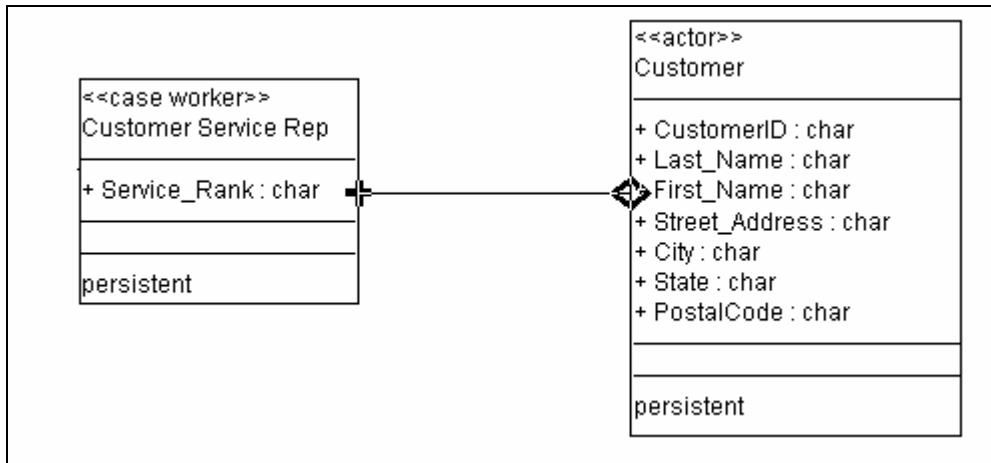 <<case worker>>
Customer Service Rep
+ Service_Rank : char
persistent
<<actor>>
Customer
+ CustomerID : char
+ Last_Name : char
First_Name : char
+ Street_Address : char
+ City : char
+ State : char
+ PostalCode : char
persistent